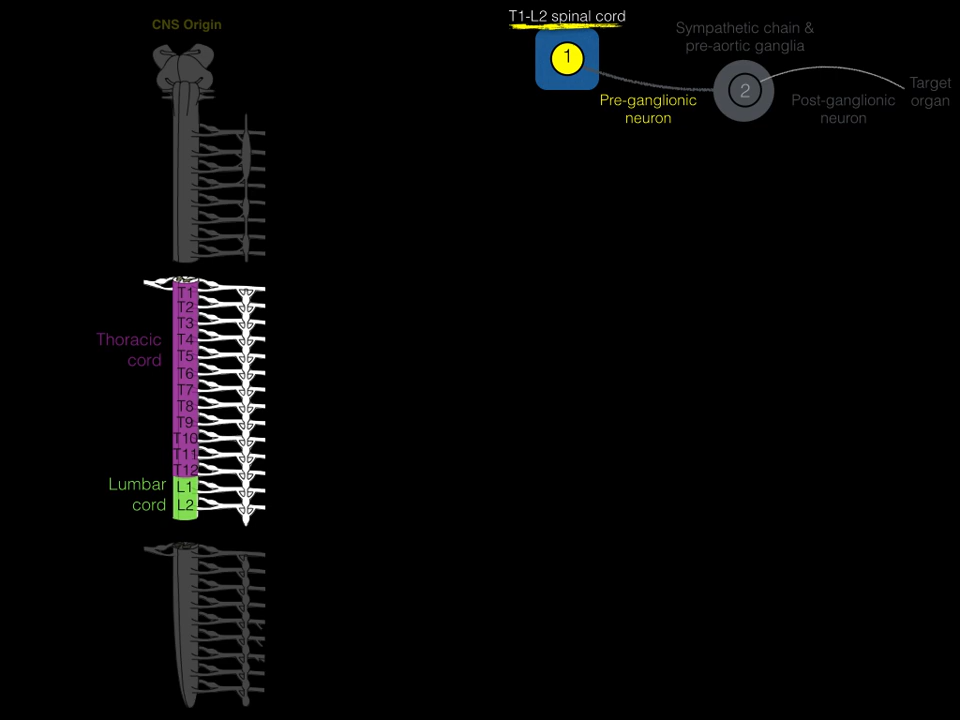 CNS Origin
T1-L2 spinal cord
1
Pre-ganglionic
neuron
Sympathetic chain &
pre-aortic ganglia
2
Post-ganglionic
neuron
Target
organ
Thoracic
cord
T1
T2
T3
T4
T5
T6
T7
T8
T9
T10
T11
T12
Lumbar
cord
L1
L2